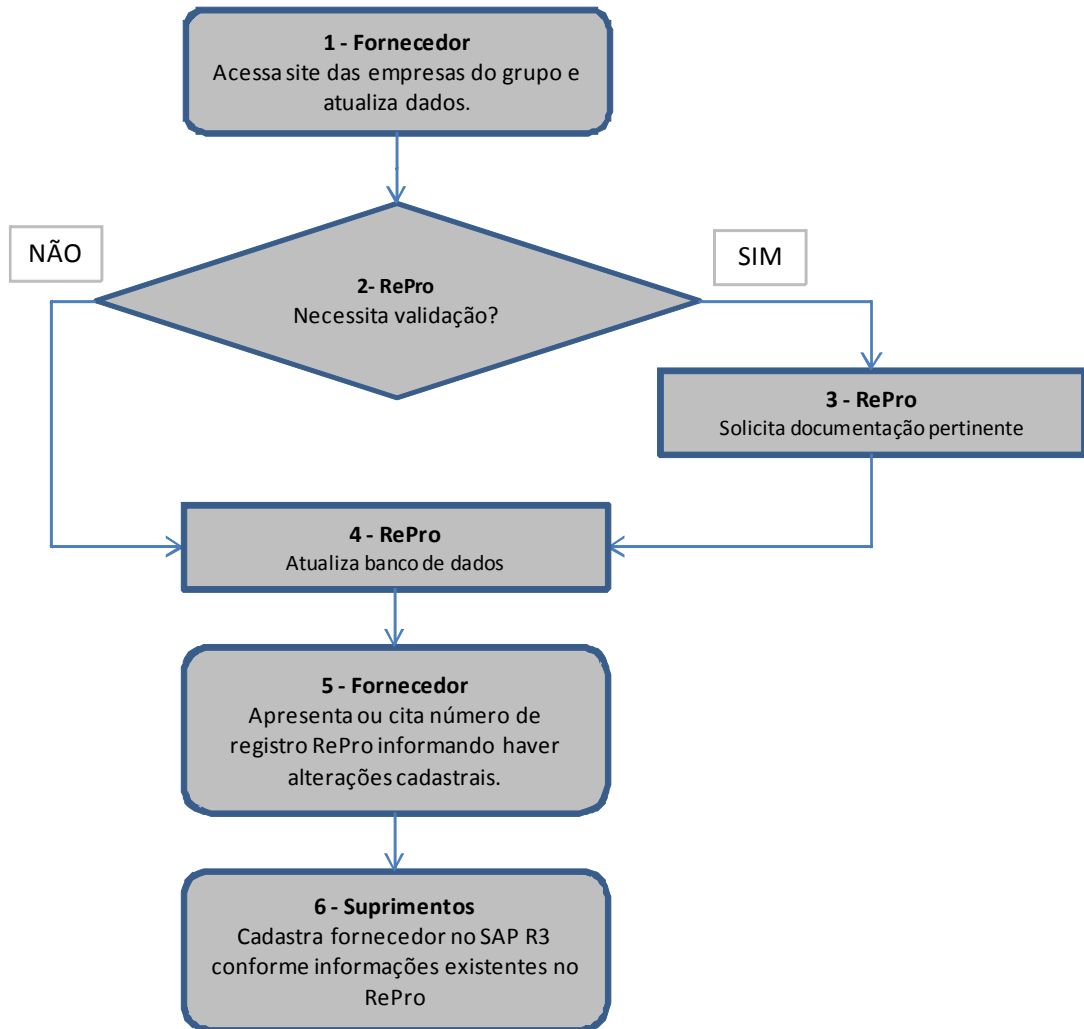 1 - Fornecedor
Acessa site das empresas do grupo e
atualiza dados.
NÃO
SIM
2- RePro
Necessita validação?
3 - RePro
Solicita documentação pertinente
4 - RePro
Atualiza banco de dados
5 - Fornecedor
Apresenta ou cita número de
registro RePro informando haver
alterações cadastrais.
6 - Suprimentos
Cadastra fornecedor no SAP R3
conforme informações existentes no
RePro